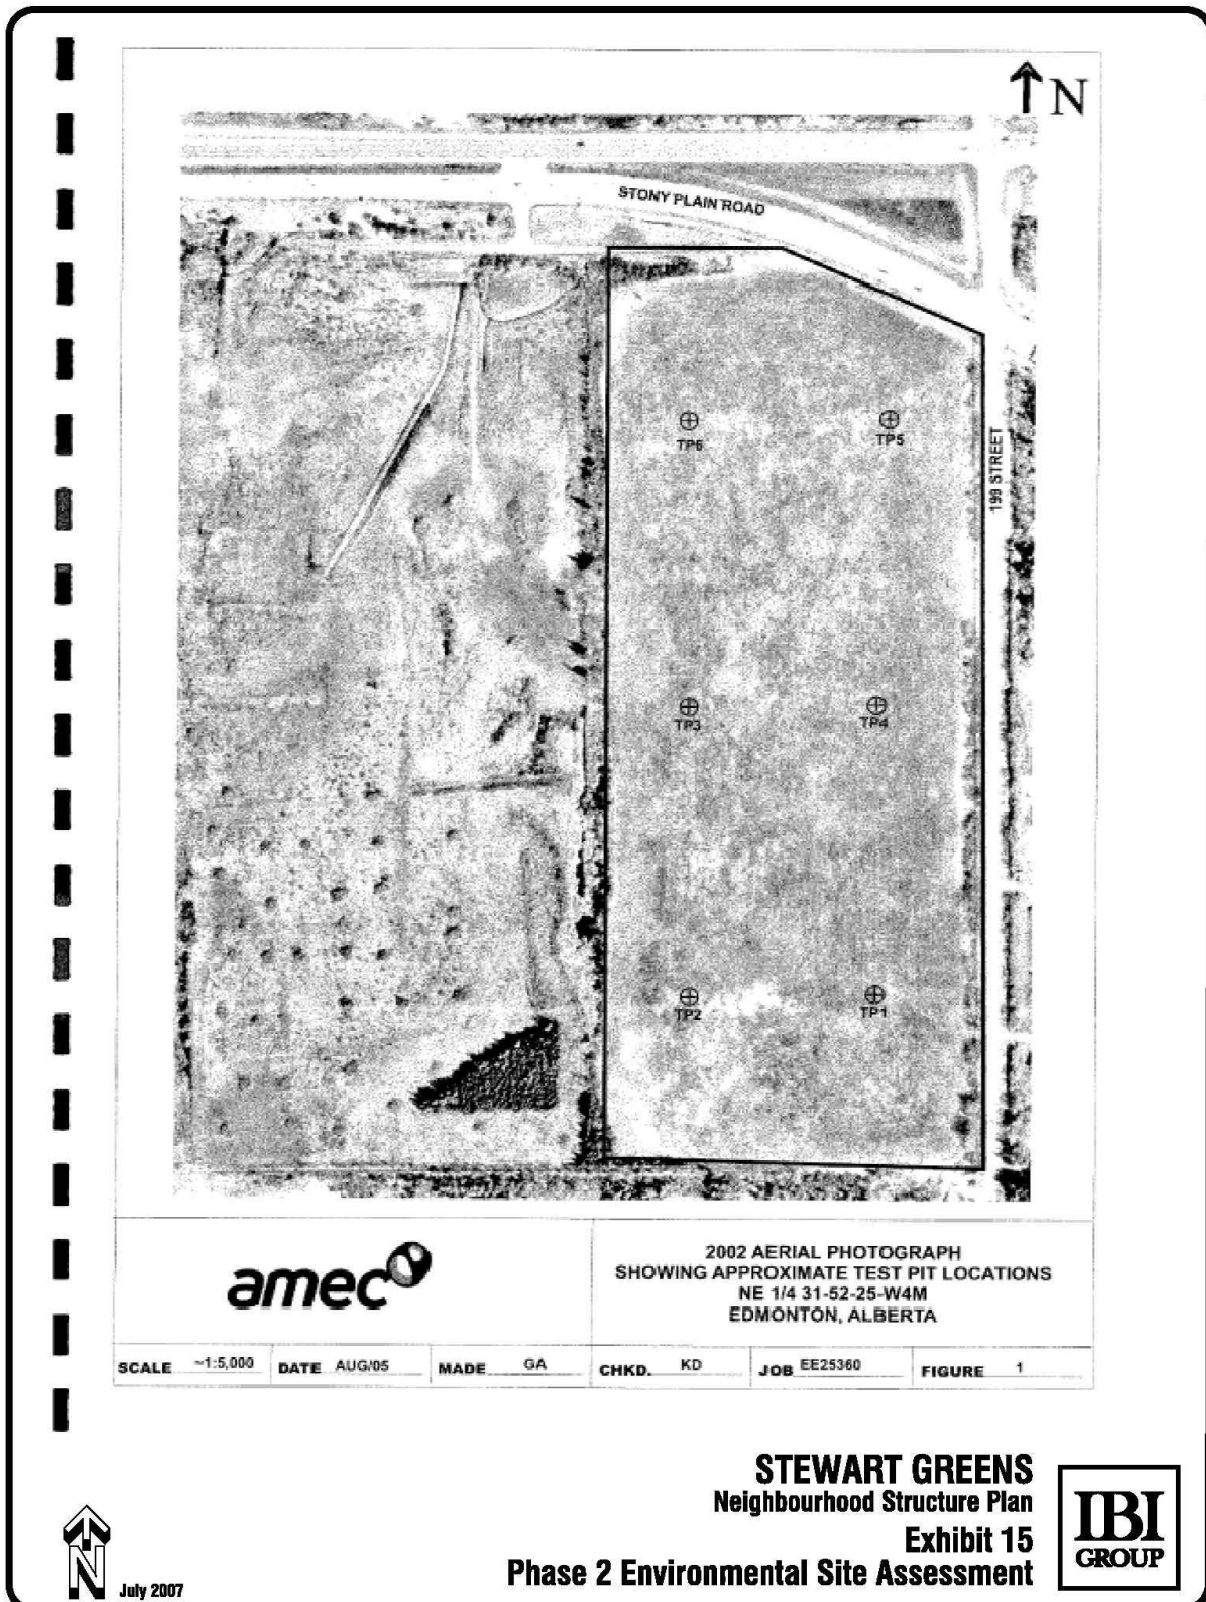 N
STONY PLAIN ROAD
TP6
TP5
199 STREET
TP3
TP4
TP2
TP1
amec
2002 AERIAL PHOTOGRAPH
SHOWING APPROXIMATE TEST PIT LOCATIONS
NE 1/4 31-52-25-W4M
EDMONTON, ALBERTA
SCALE ~1:5,000 DATE AUG/05 MADE GA CHKD. KD JOB EE25360 FIGURE 1
STEWART GREENS
Neighbourhood Structure Plan
Exhibit 15
Phase 2 Environmental Site Assessment
IBI
GROUP
N
July 2007